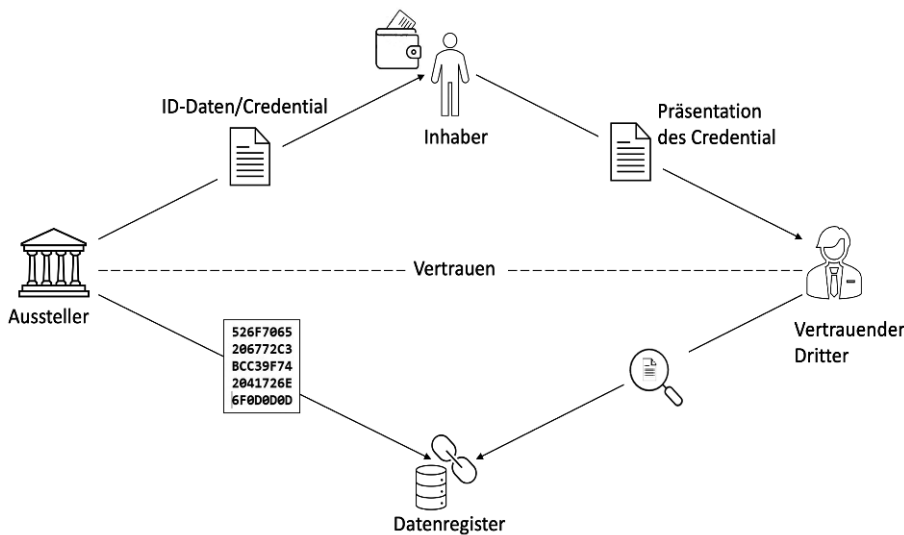 ID-Daten/Credential
Inhaber
Präsentation
des Credential
Vertrauen
Aussteller
Vertrauender
Dritter
526F7065
206772C3
BCC39F74
2041726E
6F0D0D0D
Datenregister